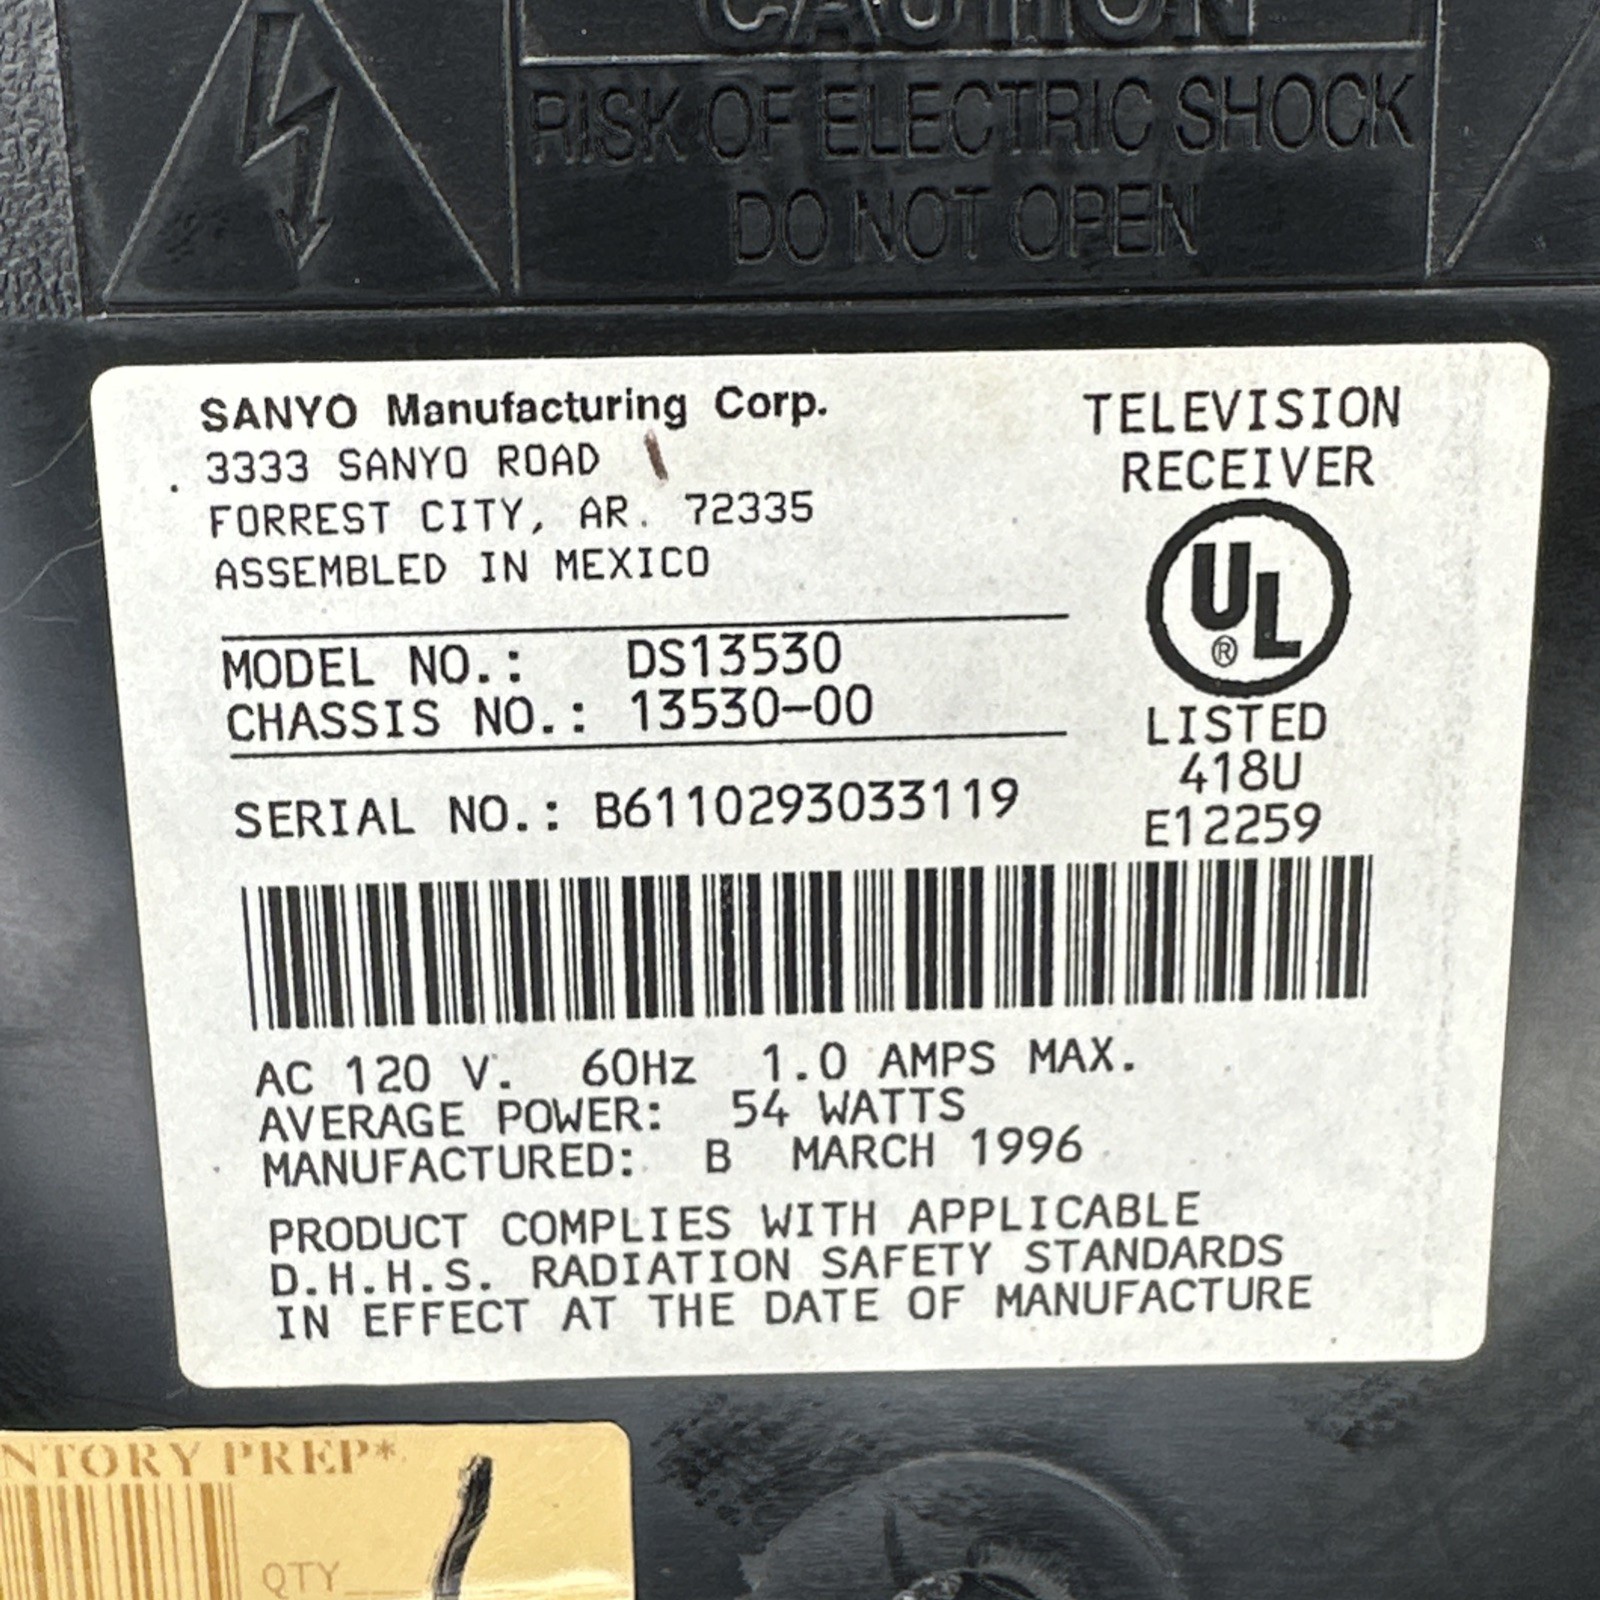 CAUTION
RISK OF ELECTRIC SHOCK
DO NOT OPEN
SANYO Manufacturing Corp.
3333 SANYO ROAD
FORREST CITY, AR. 72335
ASSEMBLED IN MEXICO
TELEVISION
RECEIVER
MODEL NO.: DS13530
CHASSIS NO.: 13530-00
UL
®
LISTED
418U
E12259
SERIAL NO.: B6110293033119
AC 120 V. 60Hz 1.0 AMPS MAX.
AVERAGE POWER: 54 WATTS
MANUFACTURED: B MARCH 1996
PRODUCT COMPLIES WITH APPLICABLE
D.H.H.S. RADIATION SAFETY STANDARDS
IN EFFECT AT THE DATE OF MANUFACTURE
NTORY PREP*
QTY